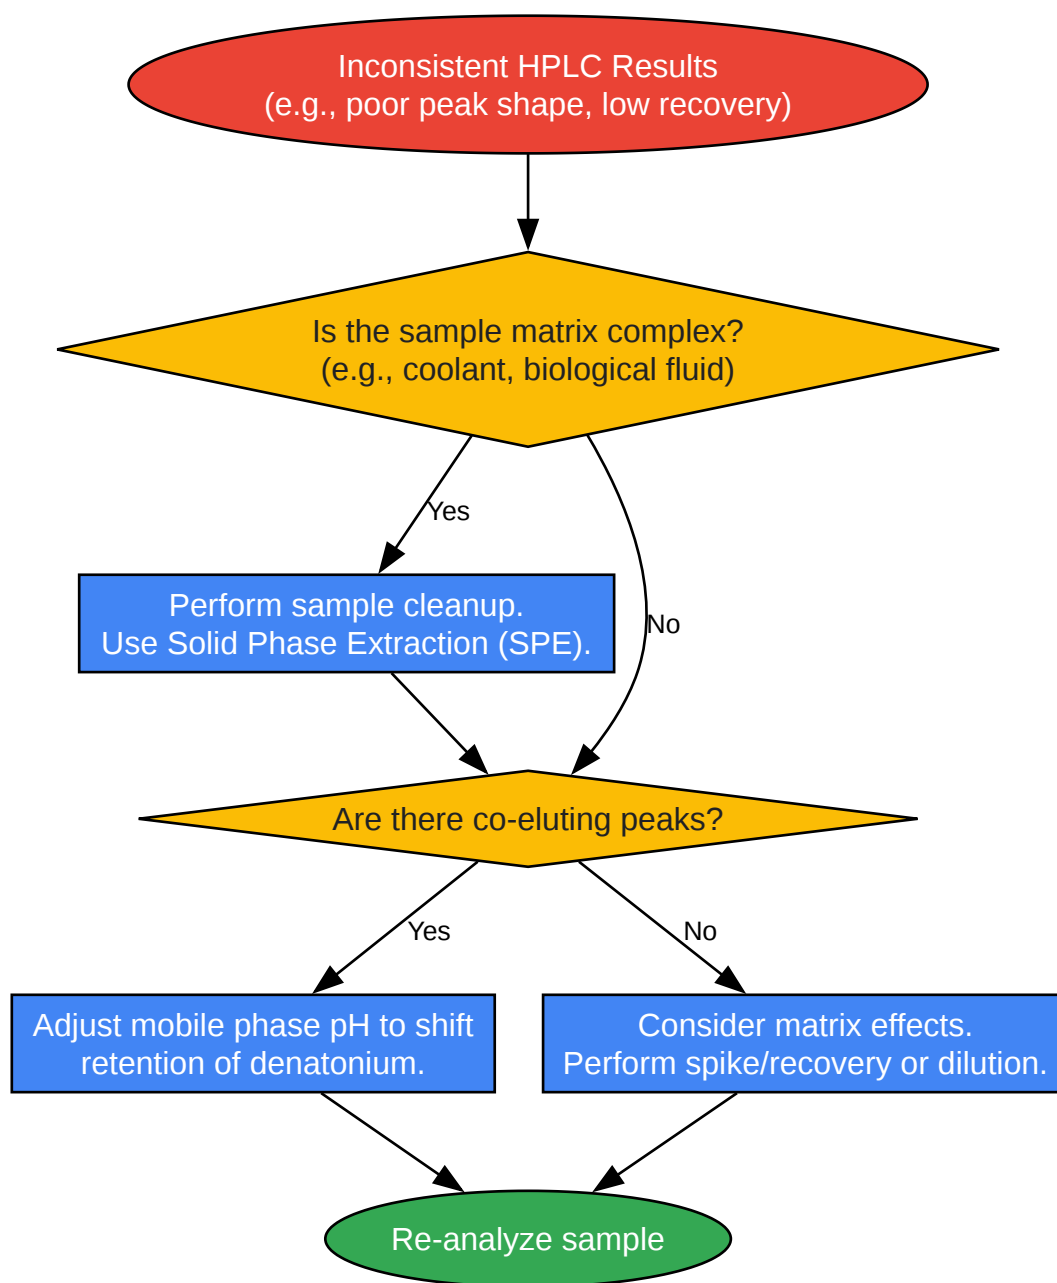 Inconsistent HPLC Results
(e.g., poor peak shape, low recovery)
Is the sample matrix complex?
(e.g., coolant, biological fluid)
Yes
Perform sample cleanup.
Use Solid Phase Extraction (SPE).
No
Are there co-eluting peaks?
Yes
No
Adjust mobile phase pH to shift
retention of denatonium.
Consider matrix effects.
Perform spike/recovery or dilution.
Re-analyze sample